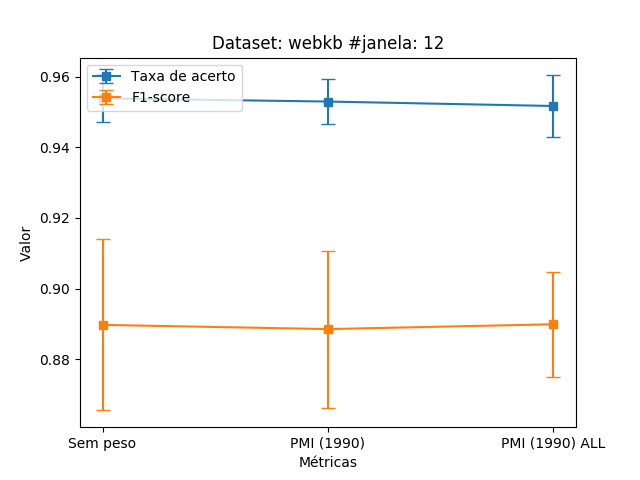 Dataset: webkb #janela: 12
Taxa de acerto
F1-score
0.96
0.94
0.92
0.90
0.88
Valor
Sem peso
PMI (1990)
PMI (1990) ALL
Métricas